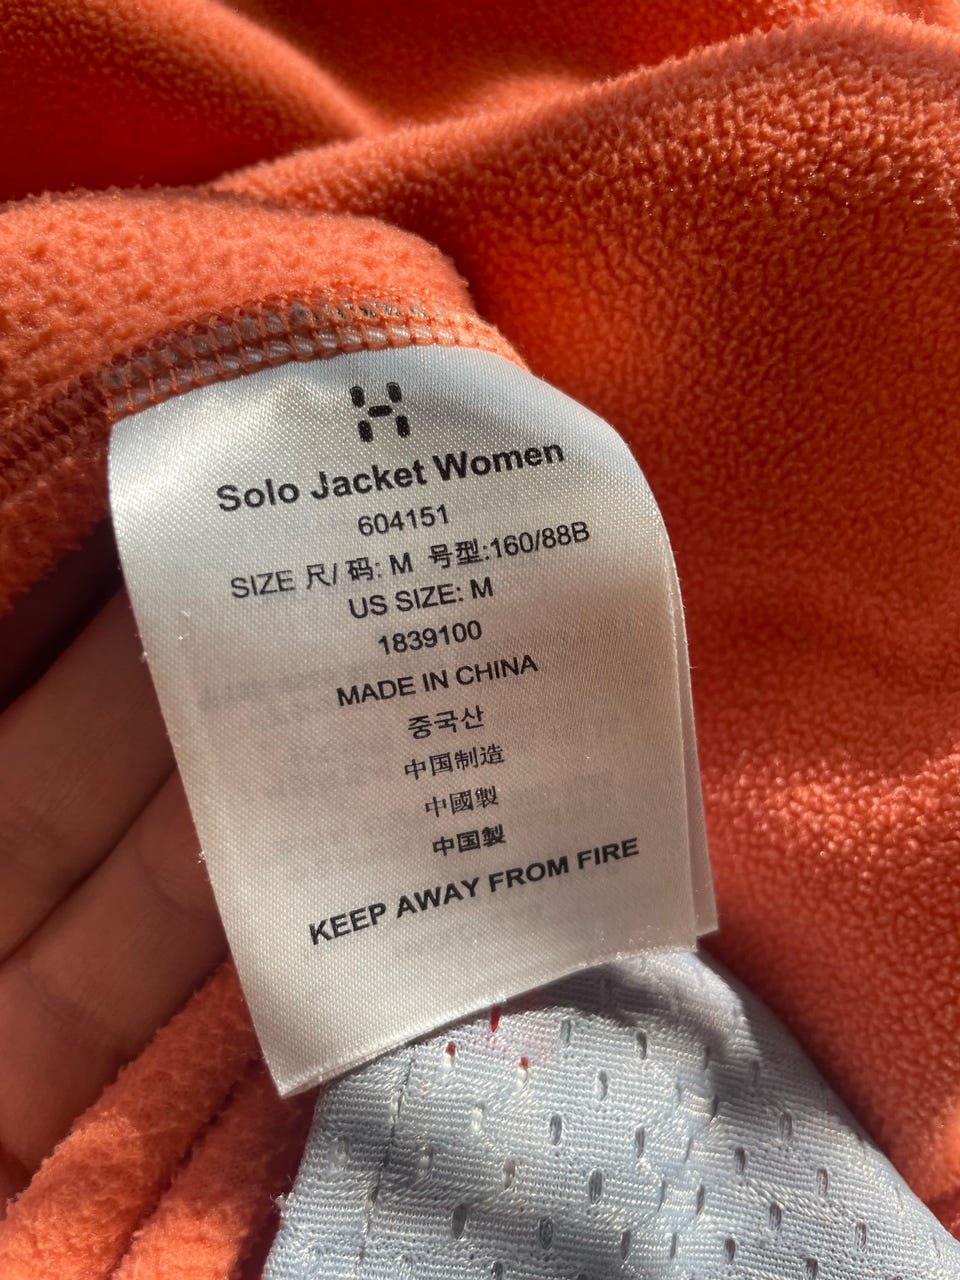 Solo Jacket Women
604151
SIZE 尺/ 码: M 号型:160/88B
US SIZE: M
1839100
MADE IN CHINA
중국산
中国制造
中國製
中国製
KEEP AWAY FROM FIRE